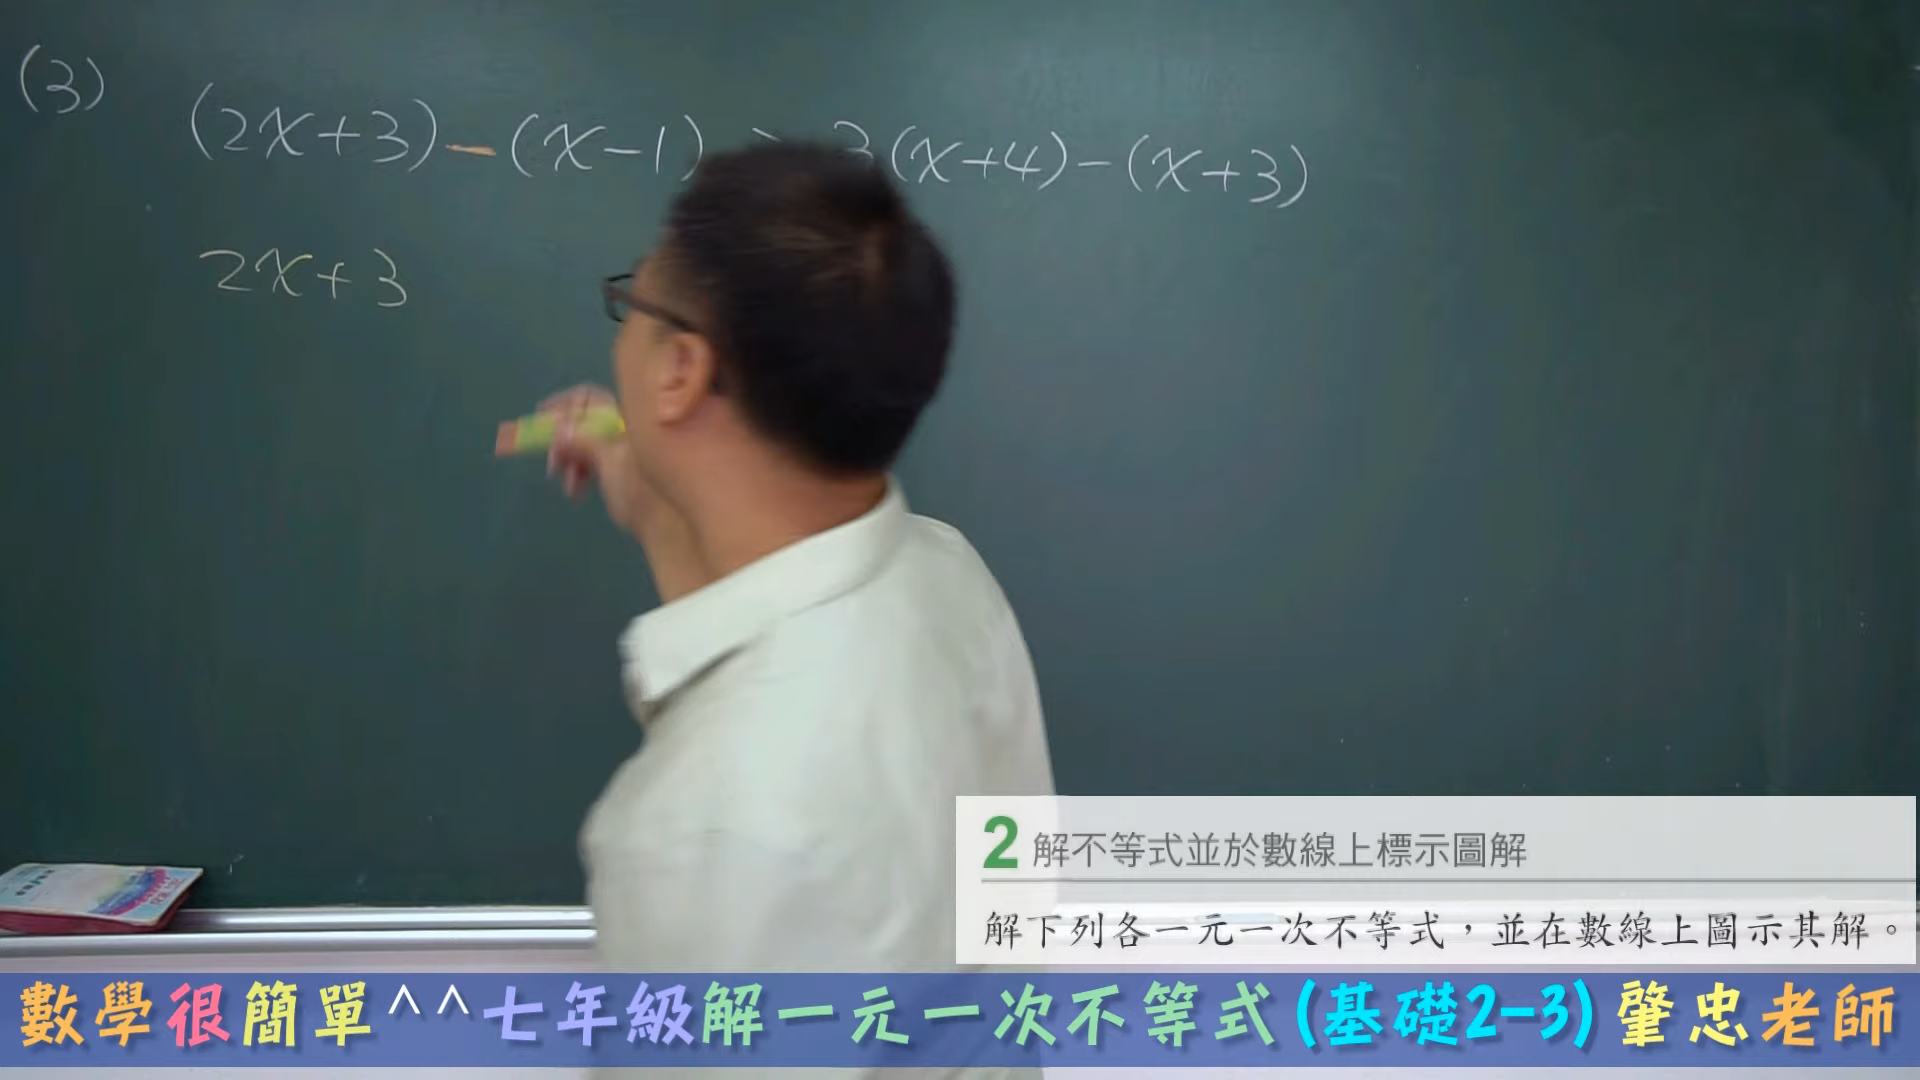 (3)
(2x+3)-(x-1) > 3(x+4)-(x+3)
2x+3
2 解不等式並於數線上標示圖解
解下列各一元一次不等式，並在數線上圖示其解。
數學很簡單^^七年級解一元一次不等式(基礎2-3)肇忠老師